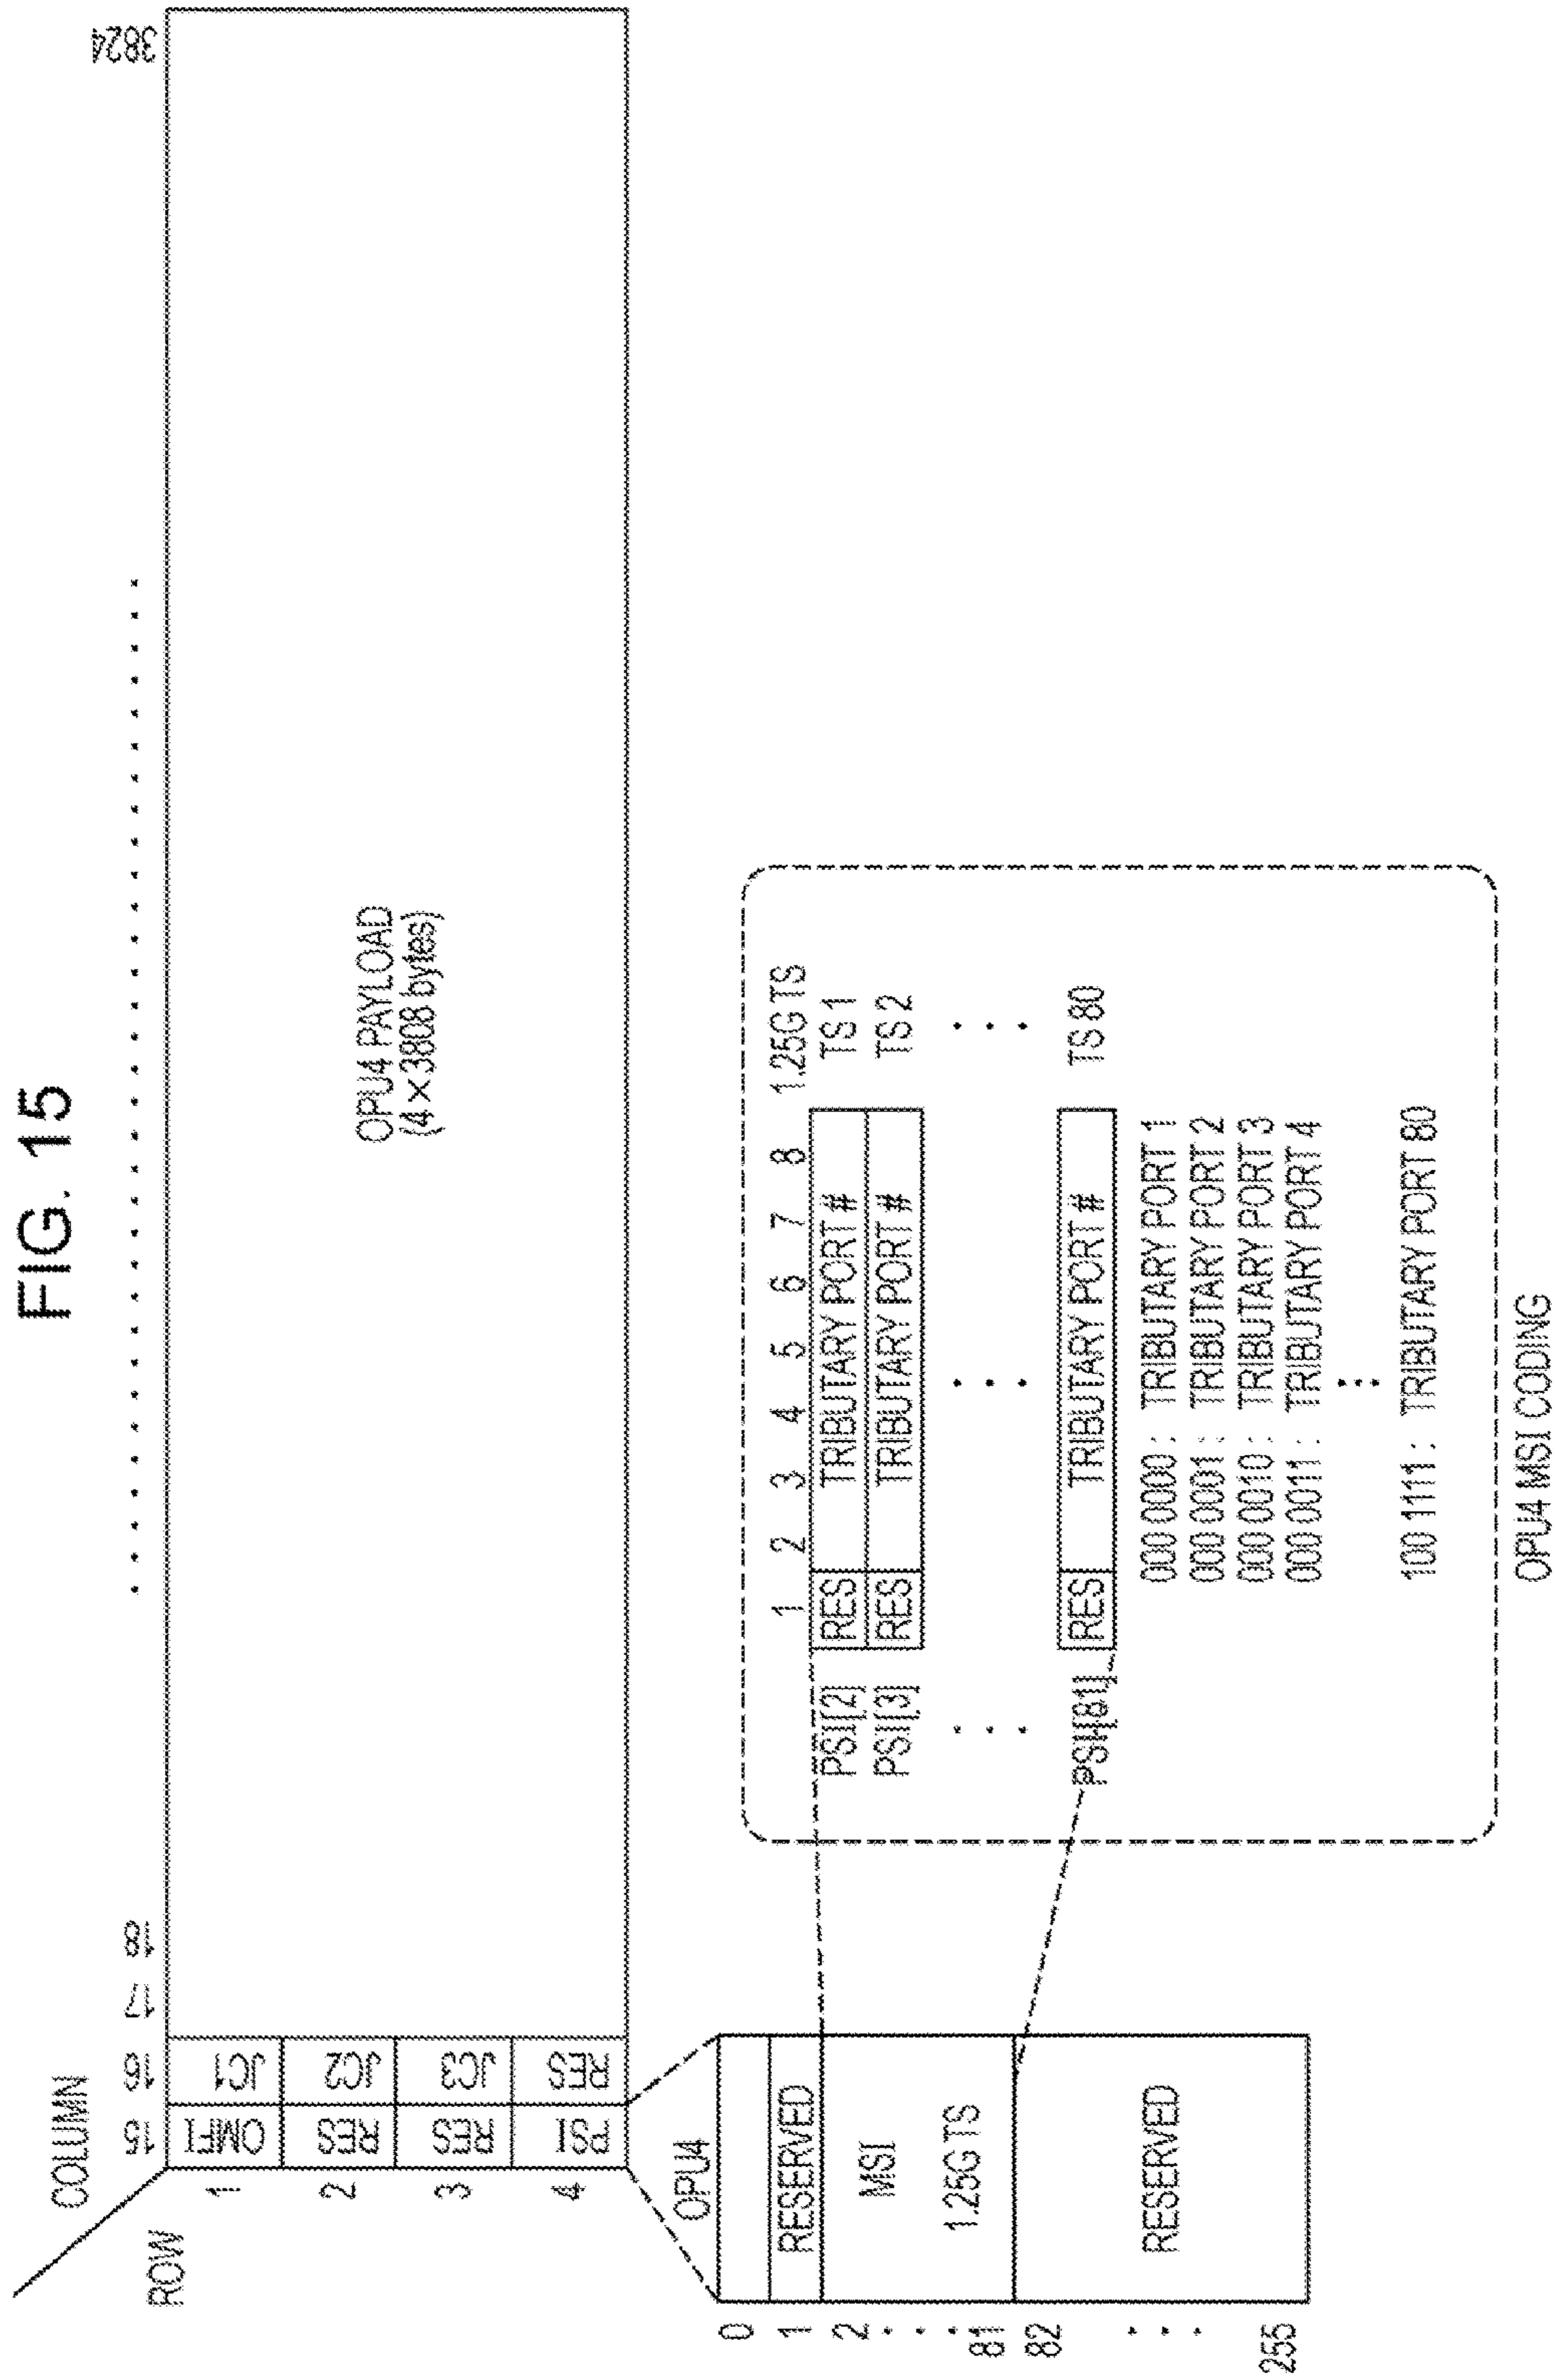 FIG. 15
COLUMN
ROW
15 16 17 18 3824
1 OMFI JC1
2 RES JC2
3 RES JC3
4 PSI RES
OPU4 PAYLOAD
(4×3808 bytes)
OPU4
0
1 RESERVED
2 MSI
81 1.25G TS
82
RESERVED
255
1 2 3 4 5 6 7 8 1.25G TS
PSI[2] RES TRIBUTARY PORT # TS 1
PSI[3] RES TRIBUTARY PORT # TS 2
PSI[81] RES TRIBUTARY PORT # TS 80
000 0000 : TRIBUTARY PORT 1
000 0001 : TRIBUTARY PORT 2
000 0010 : TRIBUTARY PORT 3
000 0011 : TRIBUTARY PORT 4
100 1111 : TRIBUTARY PORT 80
OPU4 MSI CODING